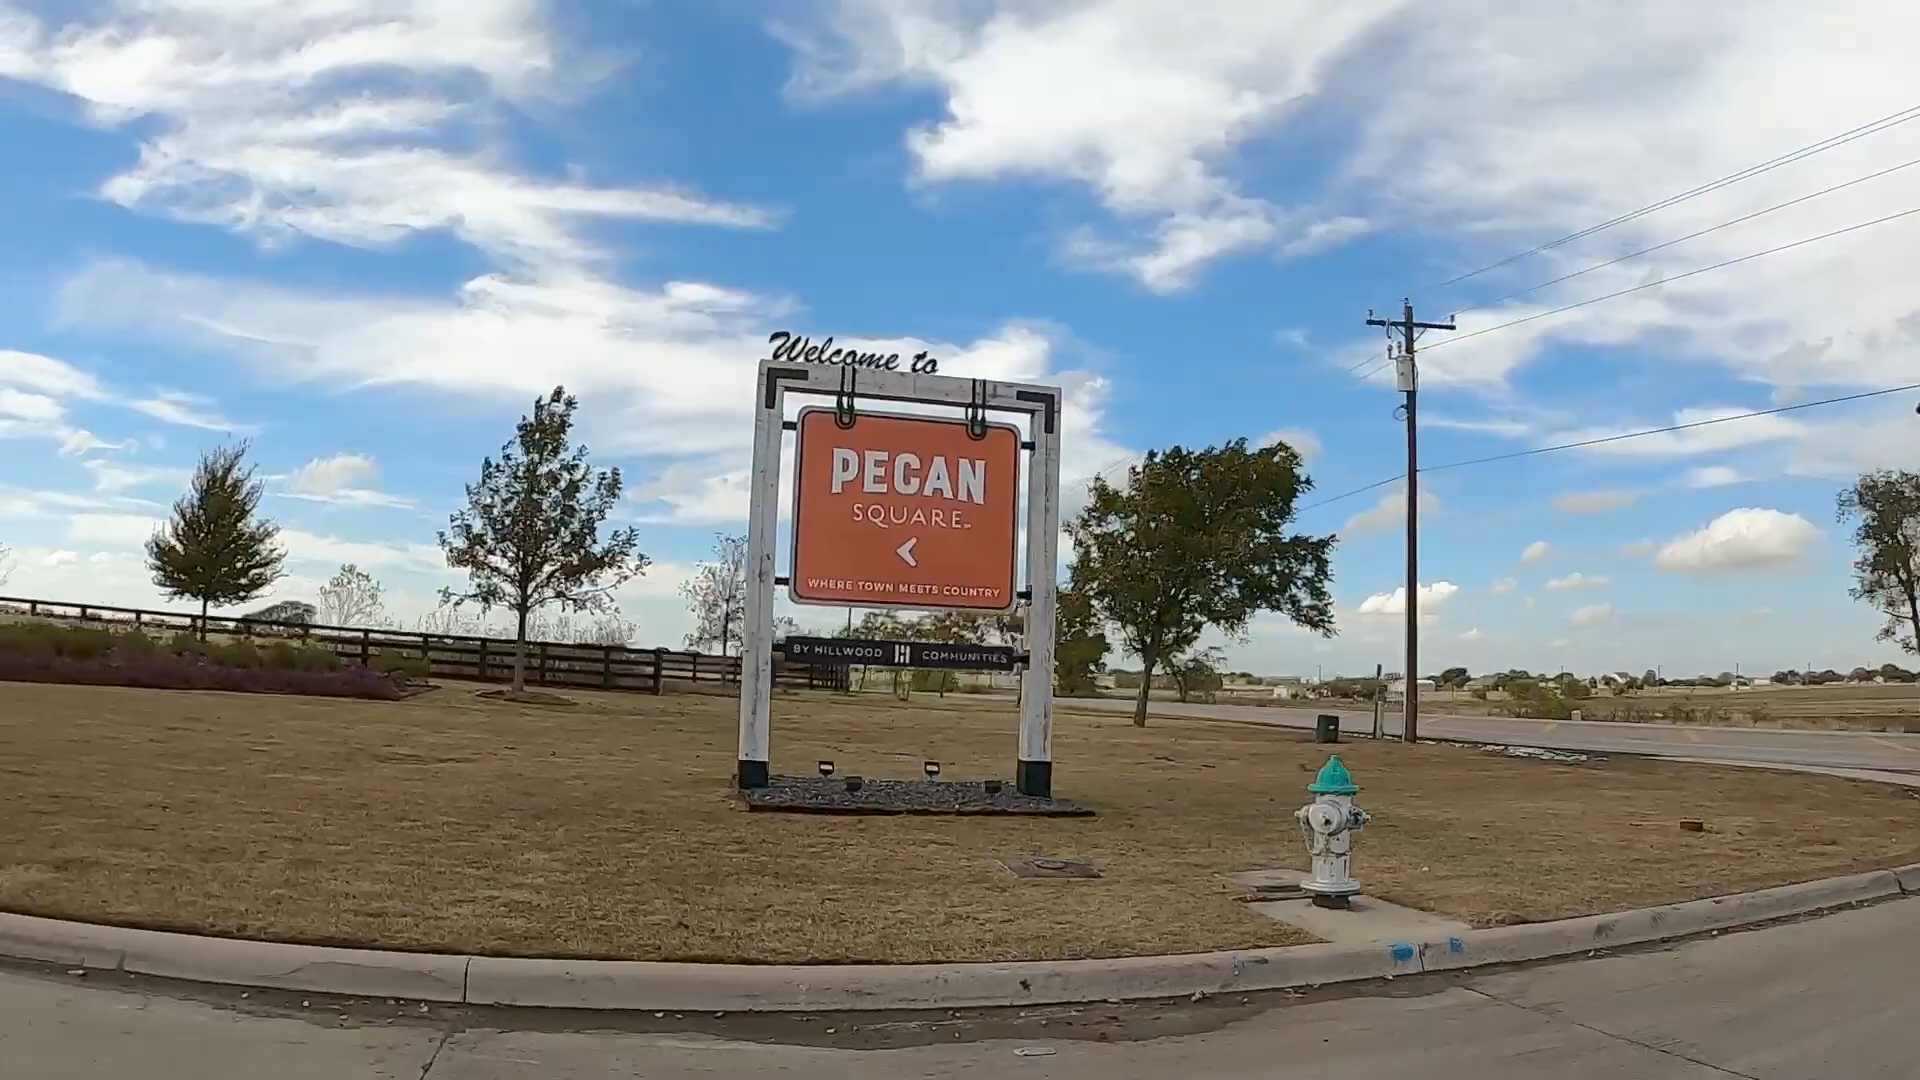 Welcome to
PECAN
SQUARE
WHERE TOWN MEETS COUNTRY
BY HILLWOOD H COMMUNITIES